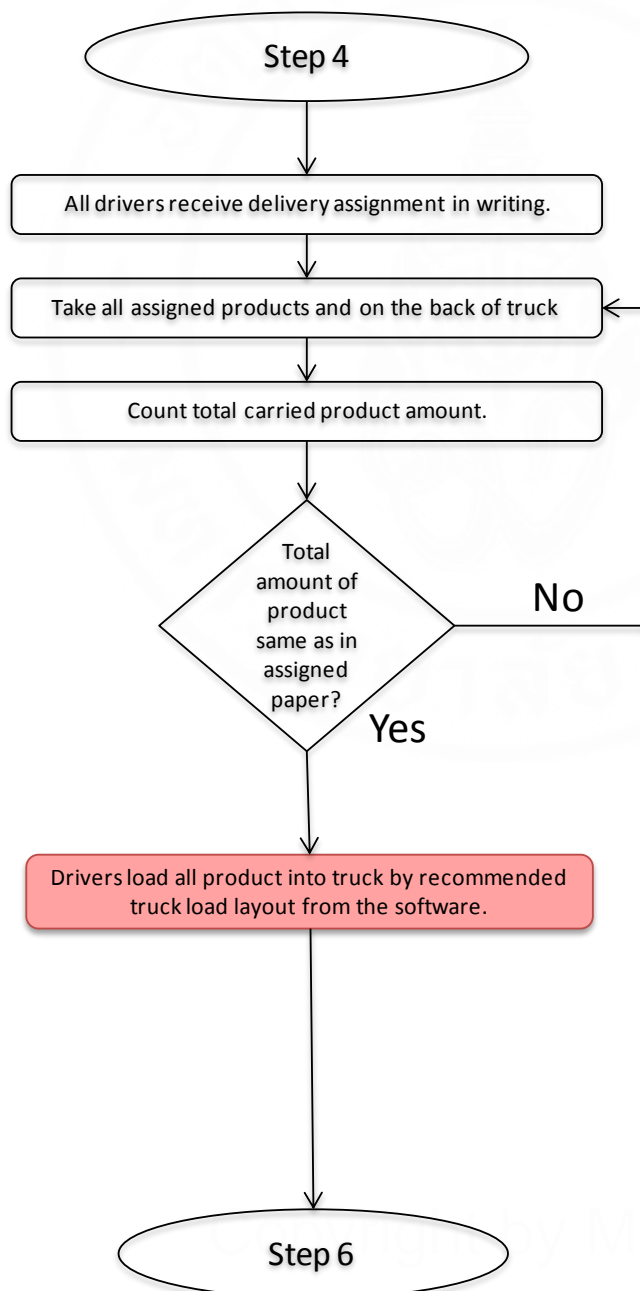 Step 4
All drivers receive delivery assignment in writing.
Take all assigned products and on the back of truck
Count total carried product amount.
Total
amount of
product
same as in
assigned
paper?
No
Yes
Drivers load all product into truck by recommended
truck load layout from the software.
Copyright by M
Step 6